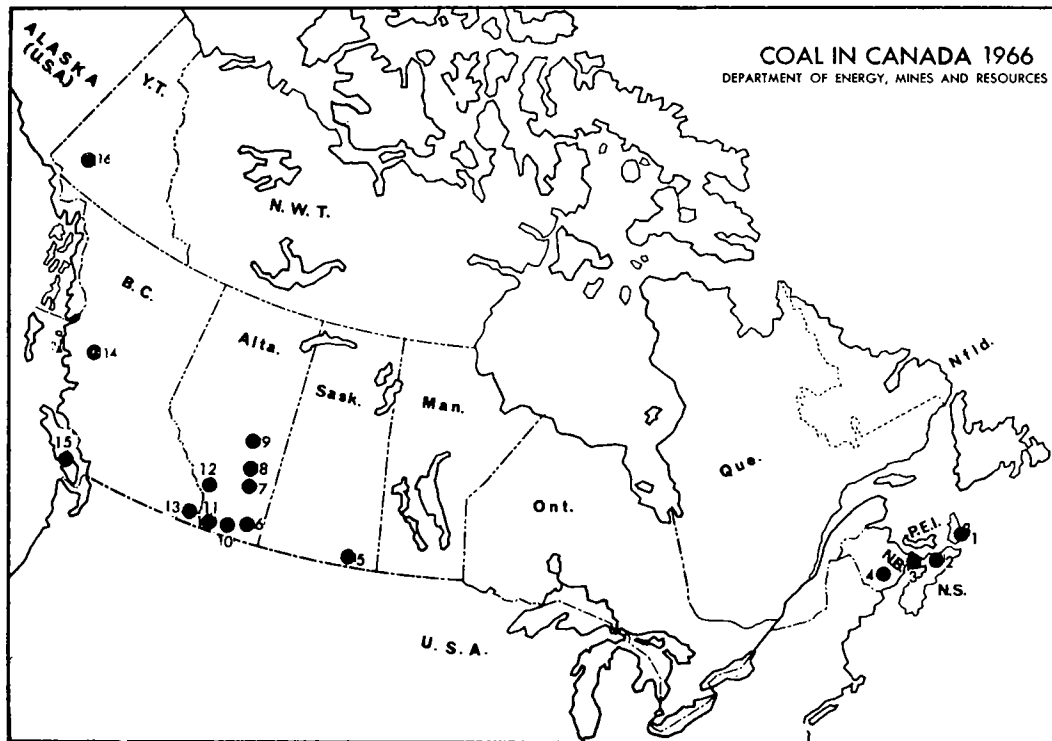 COAL IN CANADA 1966
DEPARTMENT OF ENERGY, MINES AND RESOURCES
ALASKA
(U.S.A.)
Y.T.
16
N.W.T.
B.C.
14
Alta.
Sask.
Man.
Nfld.
15
9
8
12
7
13
11
10
6
5
Ont.
Que.
P.E.I.
1
N.B.
4
3
2
N.S.
U.S.A.